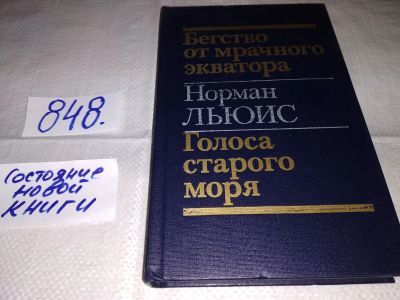 848.
Состояние
новой
книги
Бегство
от мрачного
экватора
Норман
ЛЬЮИС
Голоса
старого
моря